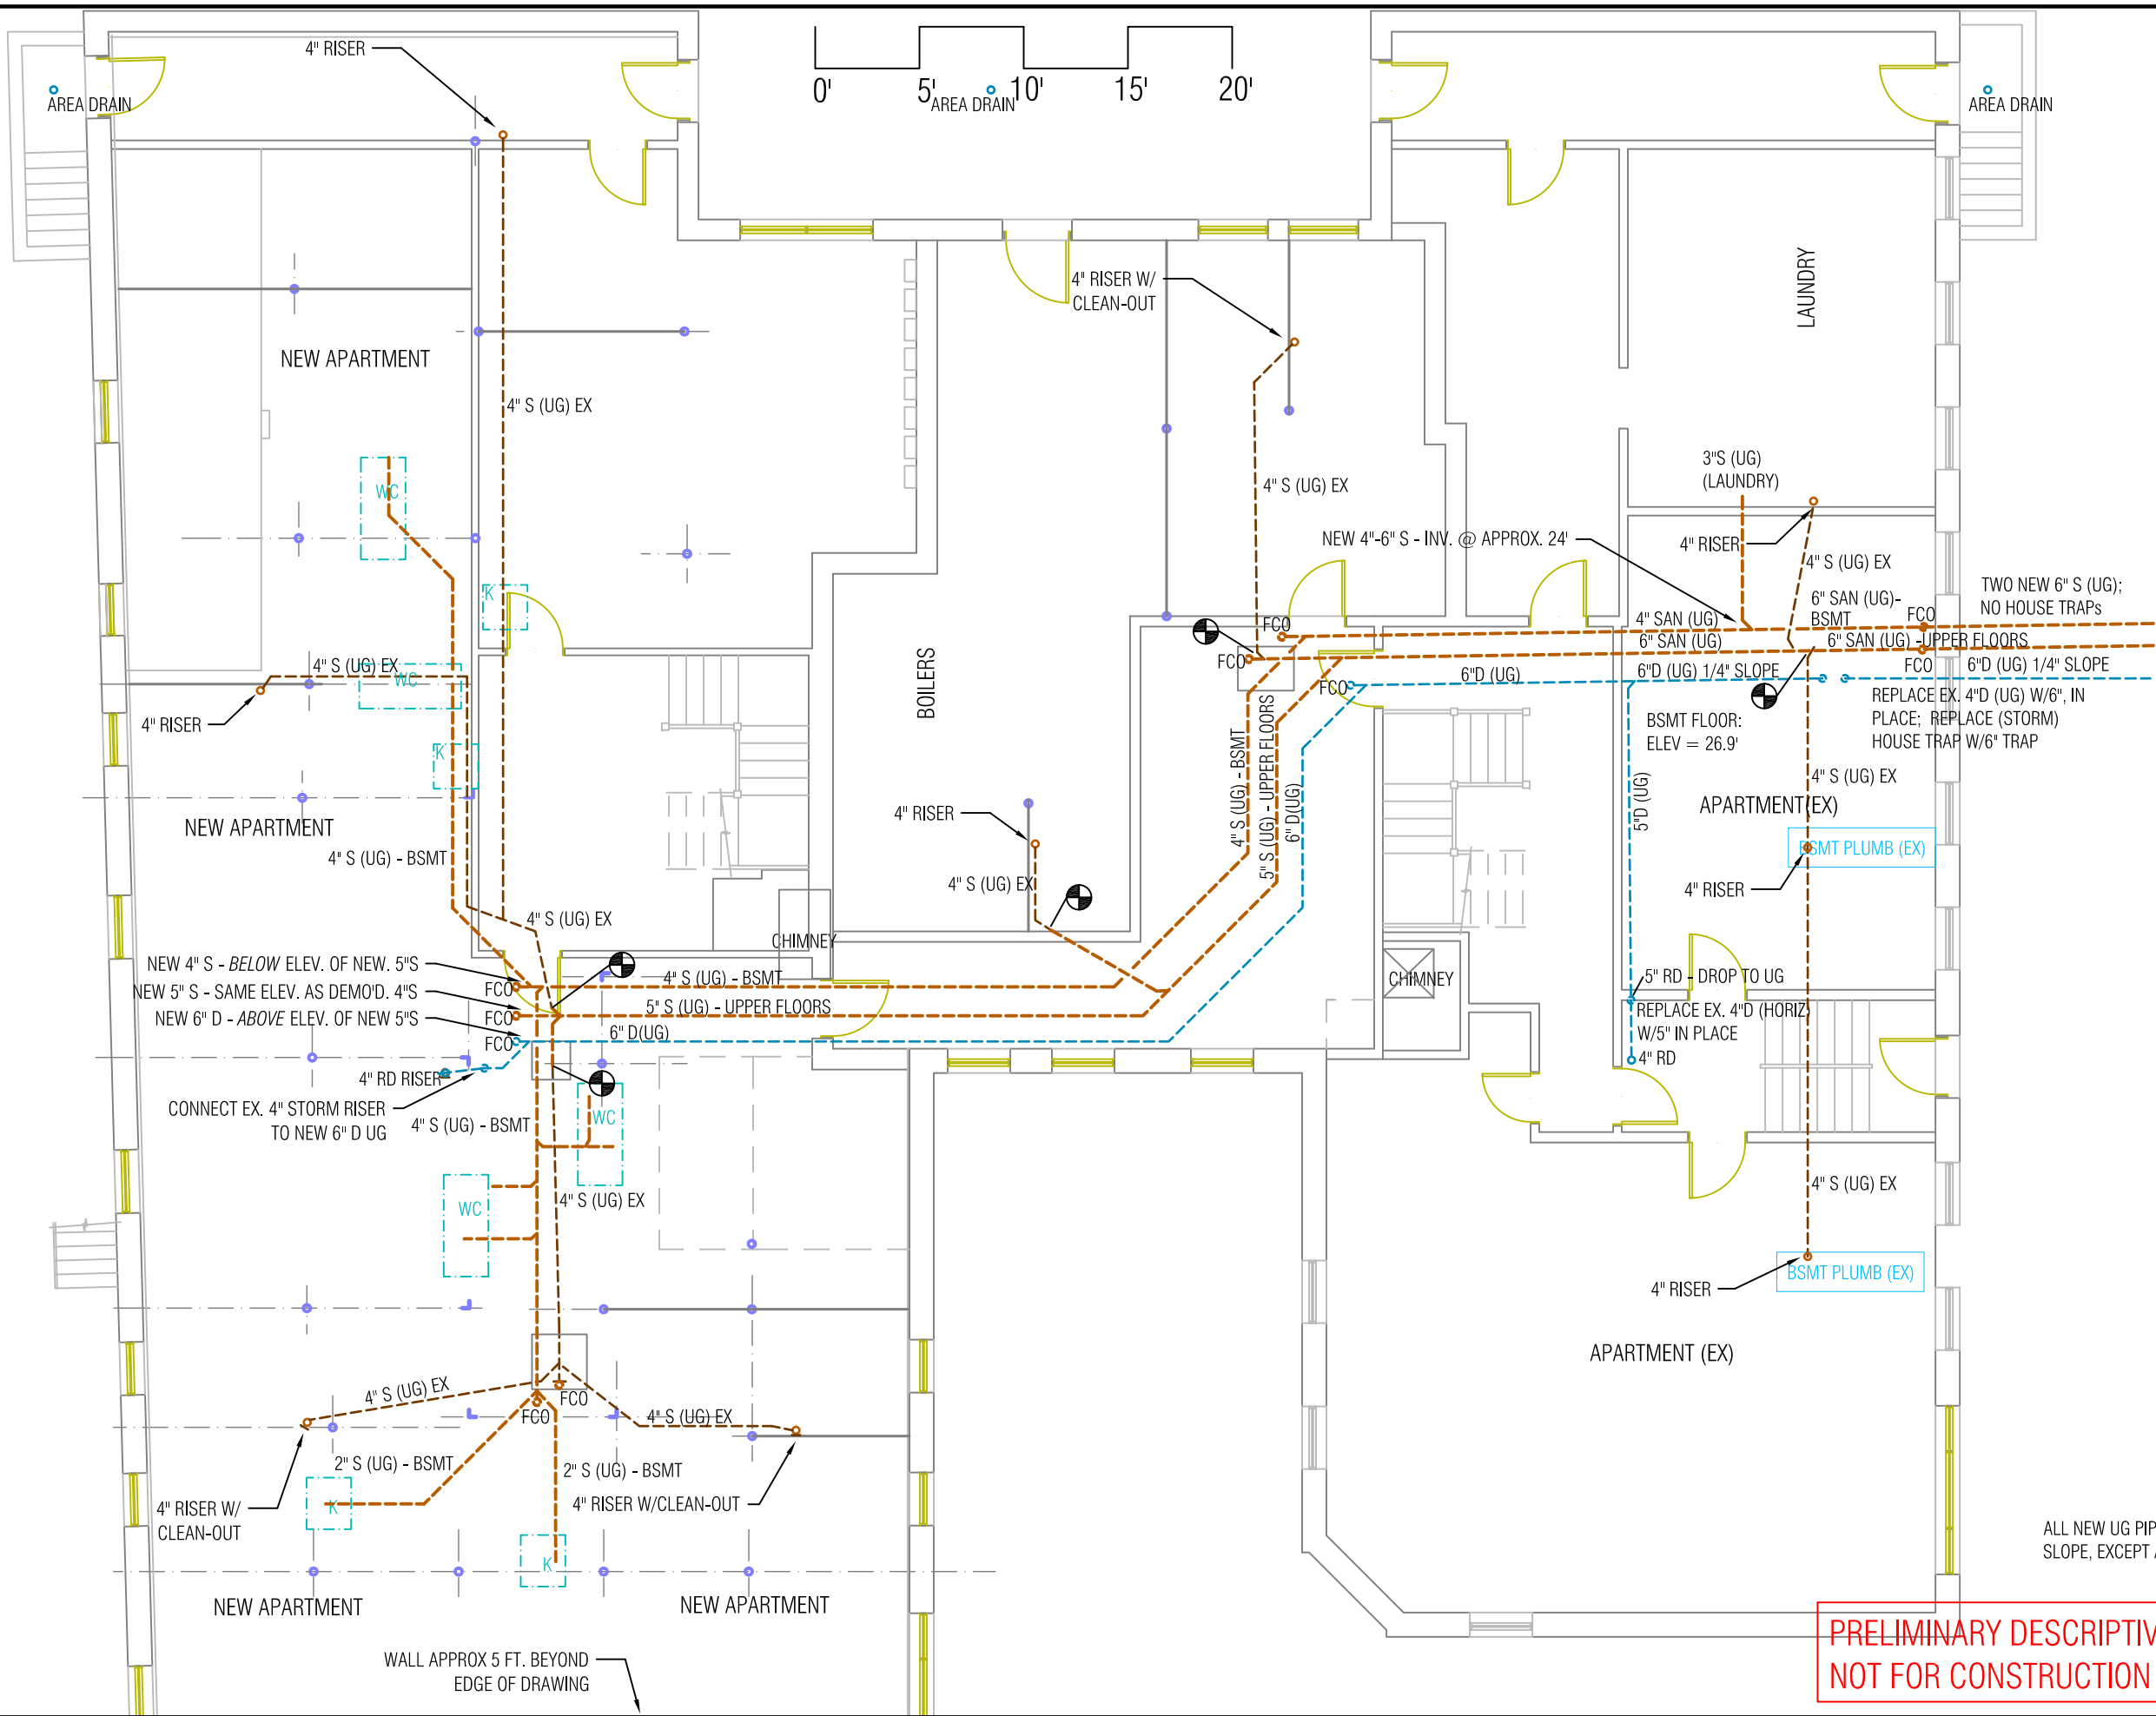 4" RISER
0'
5'
10'
15'
20'
AREA DRAIN
AREA DRAIN
AREA DRAIN
4" RISER W/
CLEAN-OUT
LAUNDRY
NEW APARTMENT
4" S (UG) EX
3"S (UG)
(LAUNDRY)
4" S (UG) EX
WC
NEW 4"-6" S - INV. @ APPROX. 24'
4" RISER
4" S (UG) EX
K
TWO NEW 6" S (UG);
NO HOUSE TRAPs
6" SAN (UG)-
BSMT
FCO
FCO
4" SAN (UG)
6" SAN (UG)
6" SAN (UG) -UPPER FLOORS
FCO
FCO
4" S (UG) EX
WC
BOILERS
6"D (UG)
6"D (UG) 1/4" SLOPE
6"D (UG) 1/4" SLOPE
FCO
4" RISER
REPLACE EX. 4"D (UG) W/6", IN
PLACE; REPLACE (STORM)
HOUSE TRAP W/6" TRAP
BSMT FLOOR:
ELEV = 26.9'
K
4" S (UG) - BSMT
5" S (UG) - UPPER FLOORS
6" D(UG)
5"D (UG)
4" S (UG) EX
APARTMENT(EX)
NEW APARTMENT
4" RISER
4" S (UG) - BSMT
BSMT PLUMB (EX)
4" S (UG) EX
4" RISER
4" S (UG) EX
CHIMNEY
NEW 4" S - BELOW ELEV. OF NEW. 5"S
4" S (UG) - BSMT
CHIMNEY
5" RD - DROP TO UG
FCO
NEW 5" S - SAME ELEV. AS DEMO'D. 4"S
5" S (UG) - UPPER FLOORS
REPLACE EX. 4"D (HORIZ)
W/5" IN PLACE
NEW 6" D - ABOVE ELEV. OF NEW 5"S
FCO
6" D(UG)
FCO
4" RD
4" RD RISER
CONNECT EX. 4" STORM RISER
TO NEW 6" D UG
4" S (UG) - BSMT
WC
4" S (UG) EX
4" S (UG) EX
WC
BSMT PLUMB (EX)
4" RISER
APARTMENT (EX)
4" S (UG) EX
FCO
FCO
4" S (UG) EX
2" S (UG) - BSMT
2" S (UG) - BSMT
4" RISER W/
CLEAN-OUT
4" RISER W/CLEAN-OUT
K
K
ALL NEW UG PIP
SLOPE, EXCEPT
NEW APARTMENT
NEW APARTMENT
WALL APPROX 5 FT. BEYOND
EDGE OF DRAWING
PRELIMINARY DESCRIPTIV
NOT FOR CONSTRUCTION